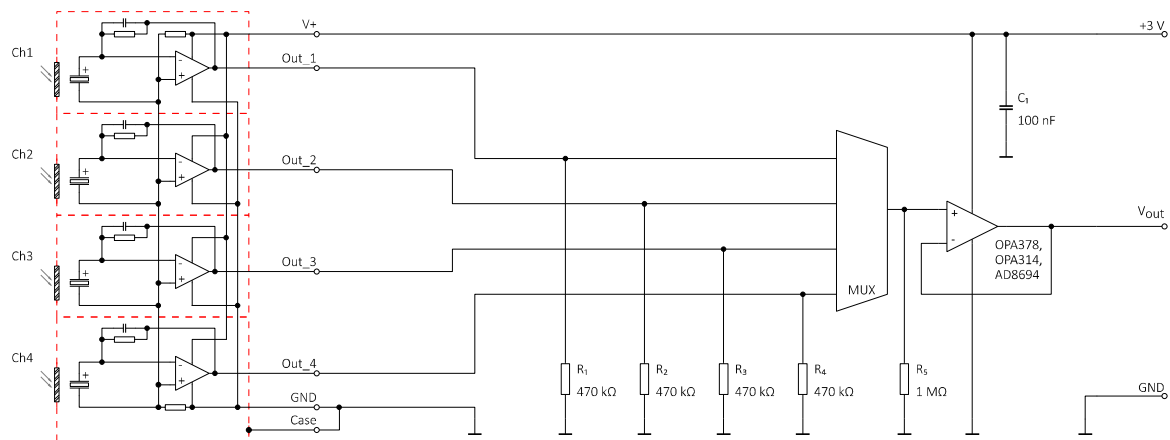 V+
+3 V
Ch1
Out_1
C₁
100 nF
Ch2
Out_2
Ch3
Out_3
Vout
OPA378,
OPA314,
AD8694
MUX
Ch4
Out_4
R₁
470 kΩ
R₂
470 kΩ
R₃
470 kΩ
R₄
470 kΩ
R₅
1 MΩ
GND
Case
GND